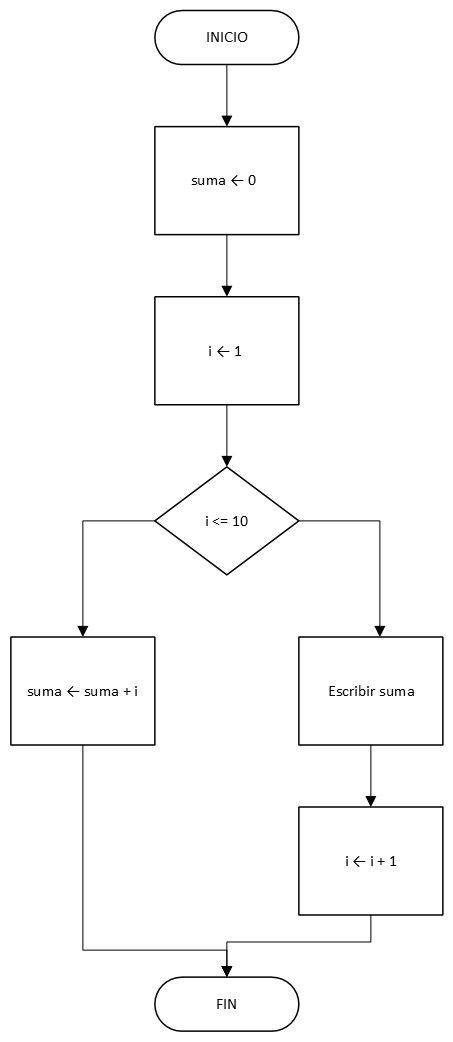 INICIO
suma ← 0
i ← 1
i <= 10
suma ← suma + i
Escribir suma
i ← i + 1
FIN